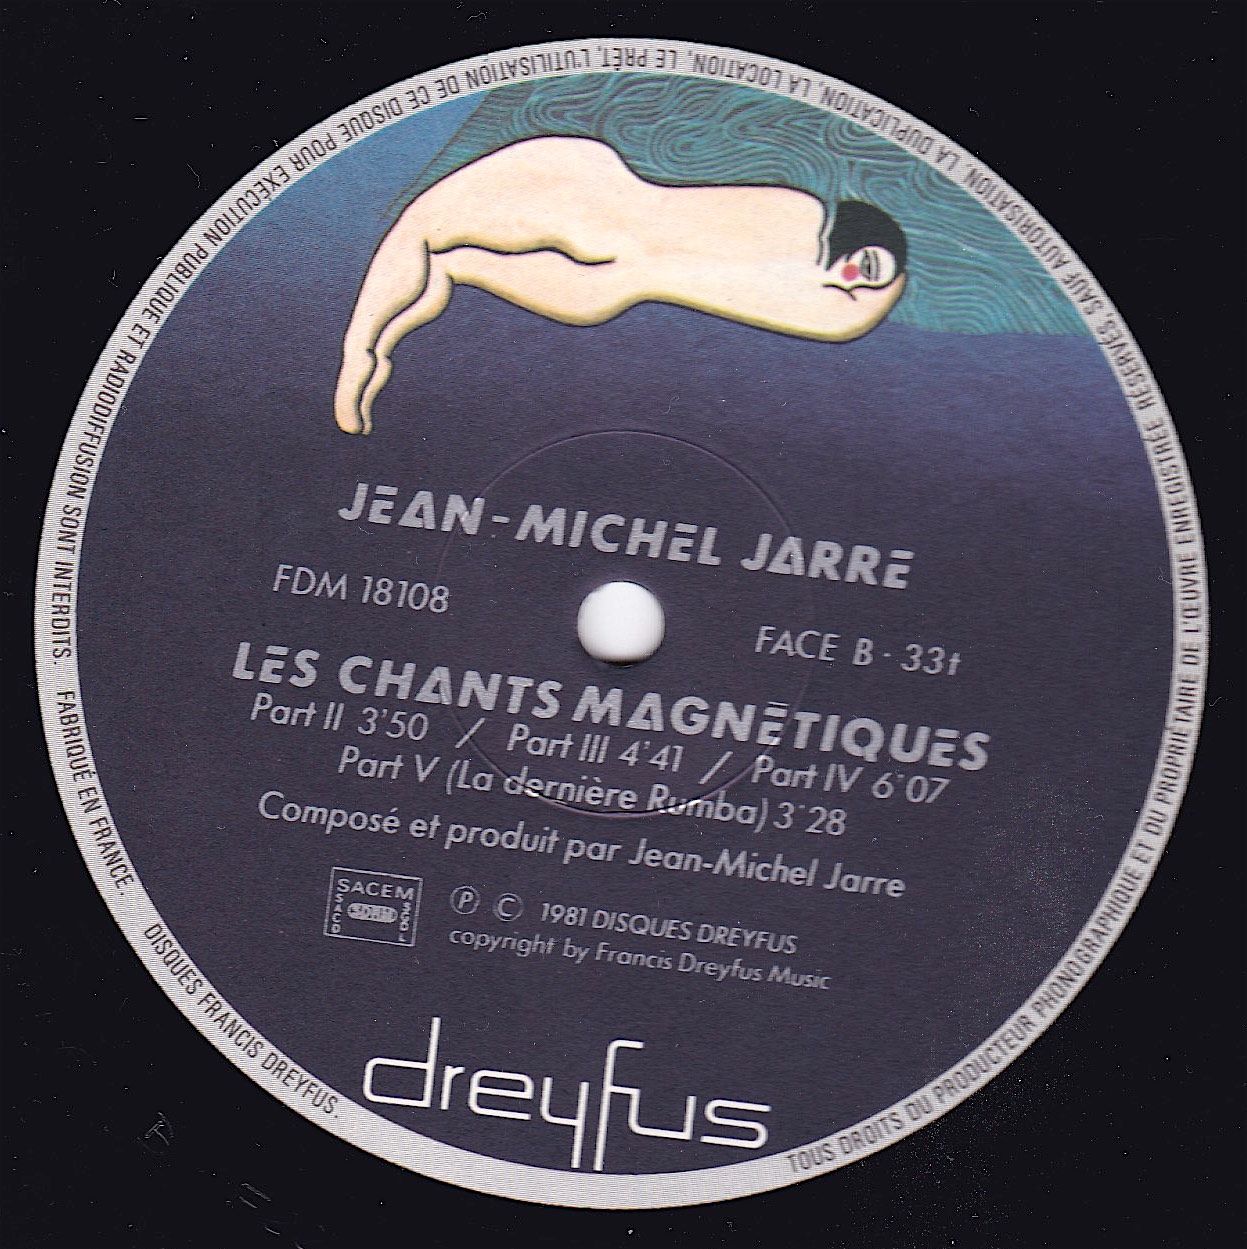 JEAN-MICHEL JARRE
FDM 18108
FACE B - 33t
LES CHANTS MAGNÉTIQUES
Part II 3'50 / Part III 4'41 / Part IV 6'07
Part V (La dernière Rumba) 3'28
Composé et produit par Jean-Michel Jarre
SACEM
SACD
SDRM
SGDL
Ⓟ © 1981 DISQUES DREYFUS
copyright by Francis Dreyfus Music
dreyfus
TOUS DROITS DU PRODUCTEUR PHONOGRAPHIQUE ET DU PROPRIÉTAIRE DE L'ŒUVRE ENREGISTRÉE RÉSERVÉS, SAUF AUTORISATION, LA DUPLICATION, LA LOCATION, LE PRÊT, L'UTILISATION DE CE DISQUE POUR EXÉCUTION PUBLIQUE ET RADIODIFFUSION SONT INTERDITS. FABRIQUÉ EN FRANCE. DISQUES FRANCIS DREYFUS.